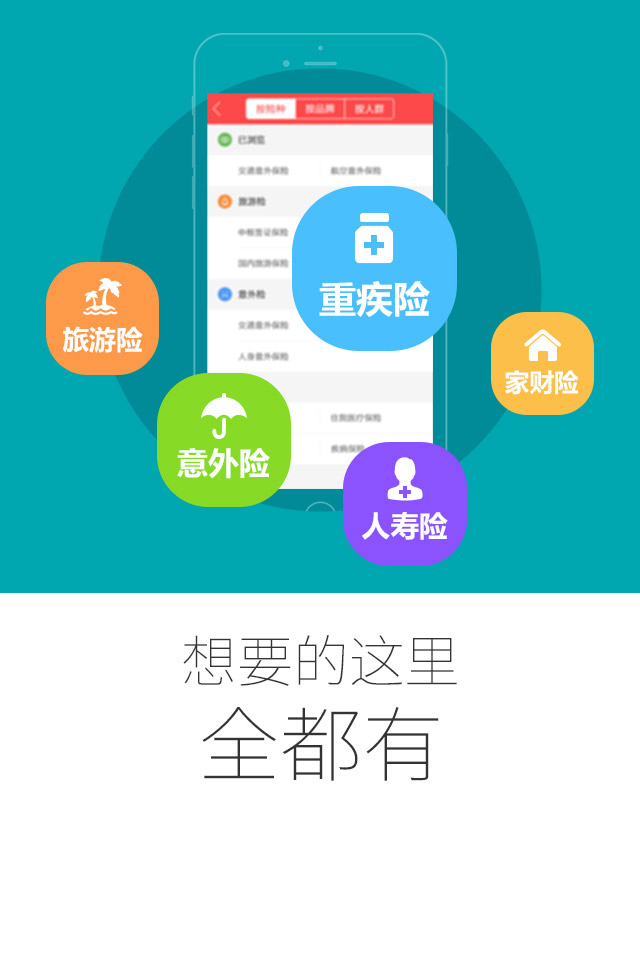 按险种 按品牌 按人群
已浏览
交通意外保险 航空意外保险
旅游险
申根签证保险
国内旅游保险
意外险
交通意外保险
人身意外保险
住院医疗保险
疾病保险
重疾险
旅游险
家财险
意外险
人寿险
想要的这里
全都有